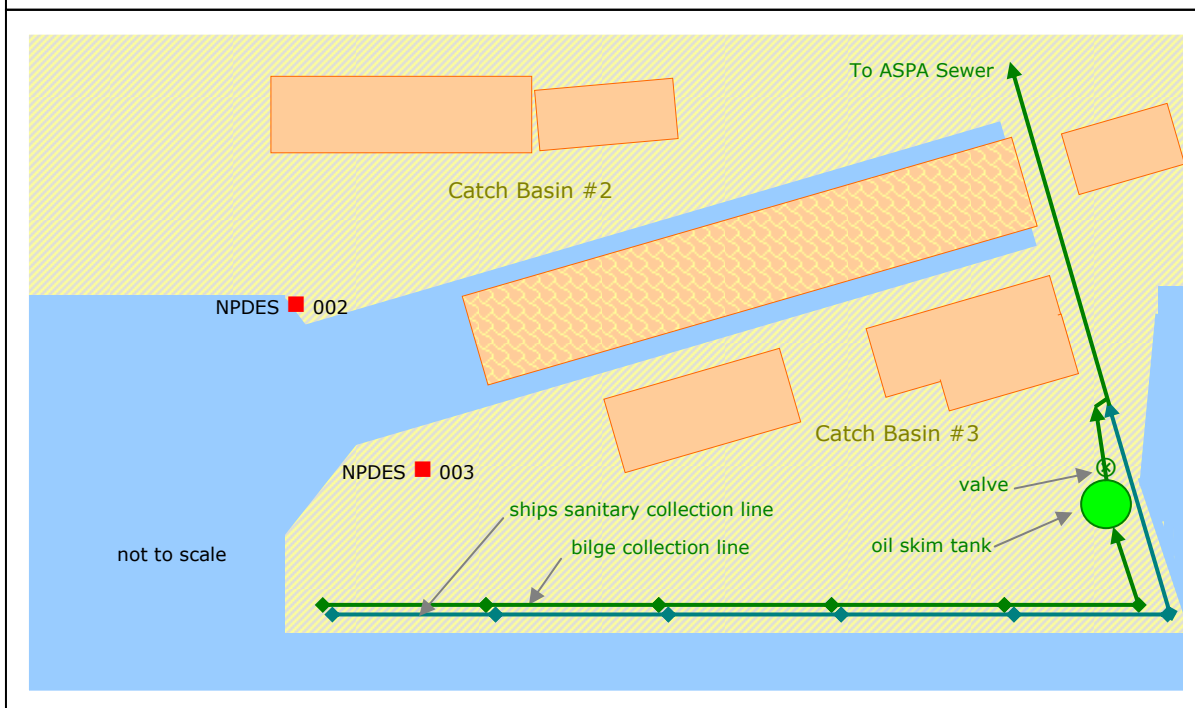 To ASPA Sewer
Catch Basin #2
NPDES 002
Catch Basin #3
NPDES 003
valve
ships sanitary collection line
bilge collection line
oil skim tank
not to scale